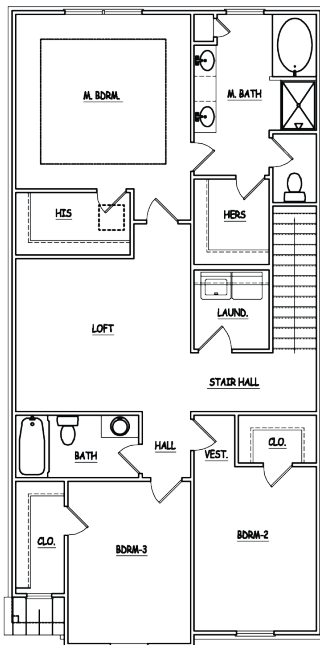 M. BDRM.
M. BATH
HIS
HERS
LAUND.
LOFT
STAIR HALL
HALL
VEST.
CLO.
BATH
CLO.
BDRM-3
BDRM-2